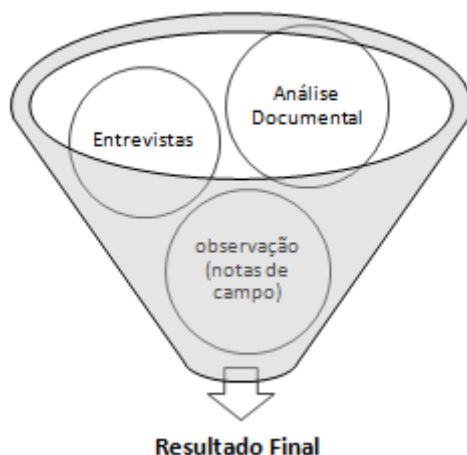 Análise
Documental
Entrevistas
observação
(notas de
campo)
Resultado Final